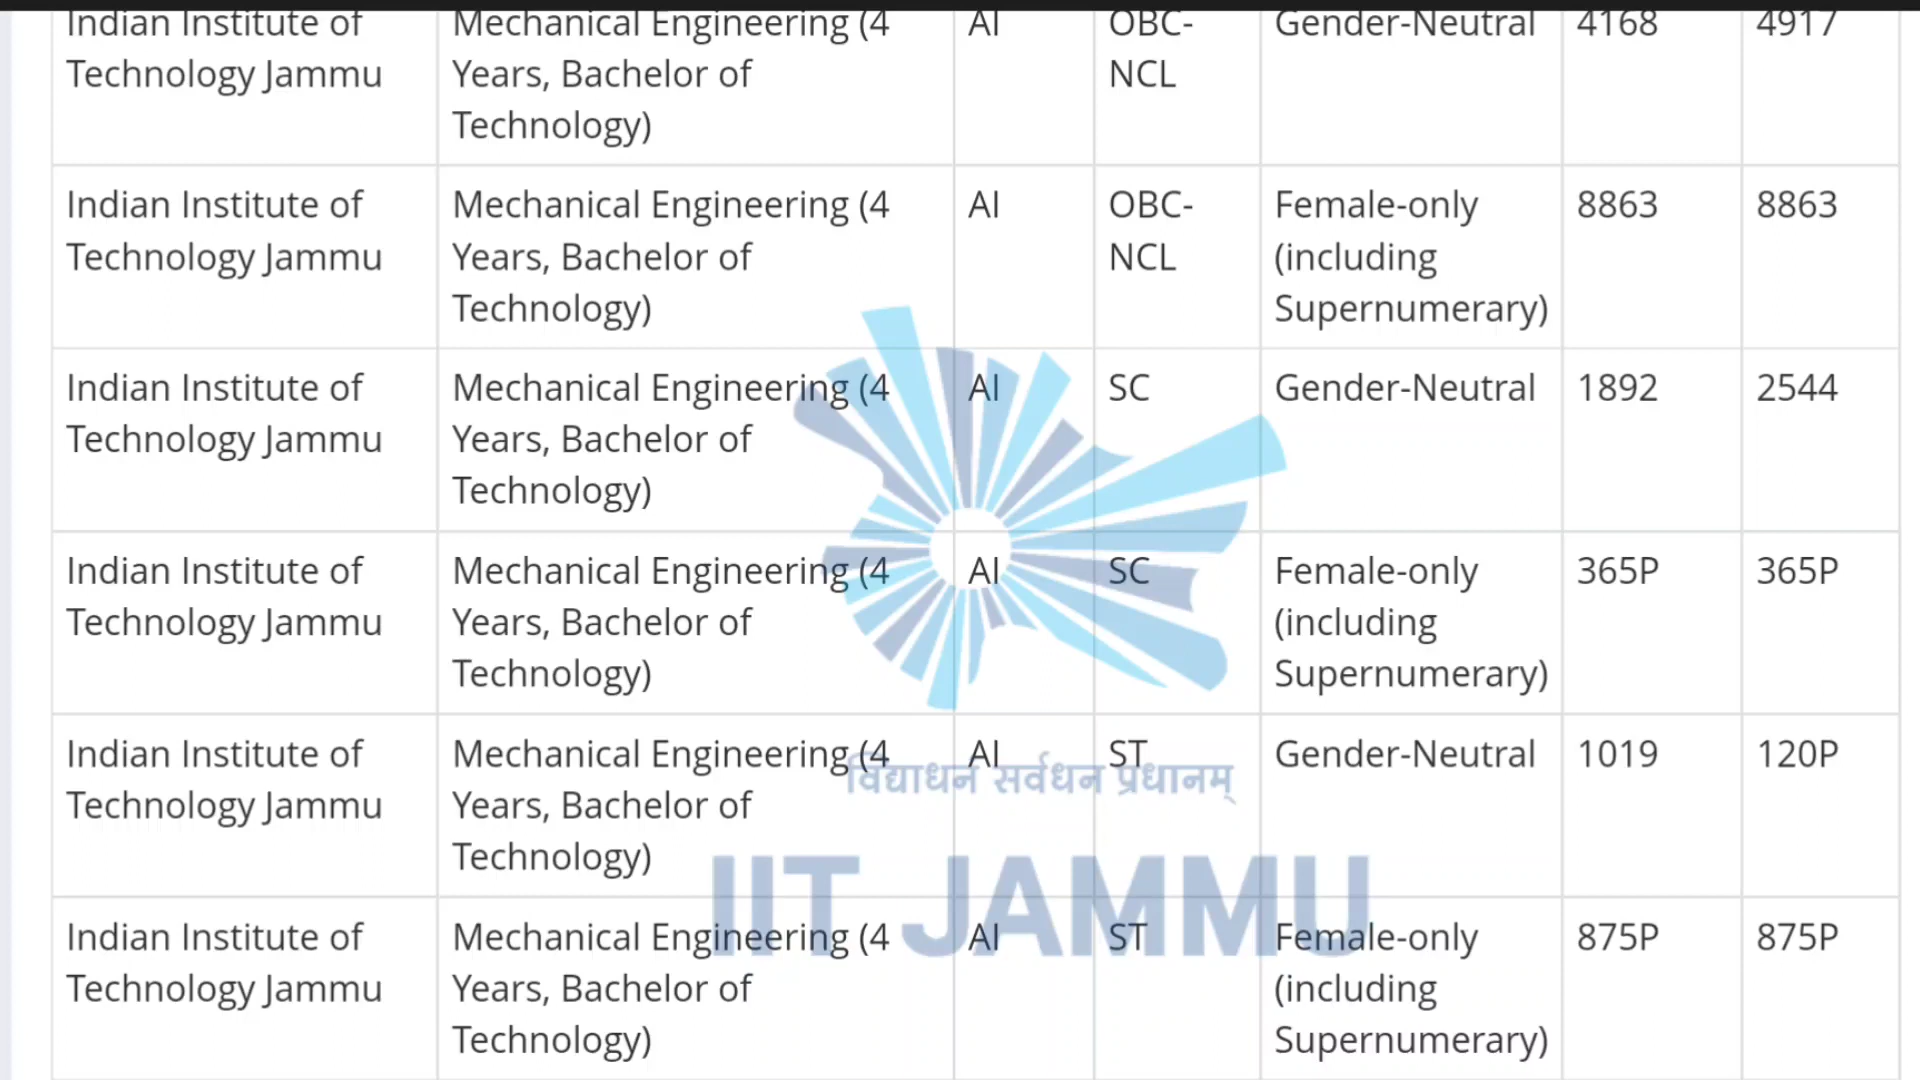 Indian Institute of Mechanical Engineering (4 AI OBC- Gender-Neutral 4168 4917
Technology Jammu Years, Bachelor of NCL
Technology)
Indian Institute of Mechanical Engineering (4 AI OBC- Female-only 8863 8863
Technology Jammu Years, Bachelor of NCL (including
Technology) Supernumerary)
Indian Institute of Mechanical Engineering (4 AI SC Gender-Neutral 1892 2544
Technology Jammu Years, Bachelor of
Technology)
Indian Institute of Mechanical Engineering (4 AI SC Female-only 365P 365P
Technology Jammu Years, Bachelor of (including
Technology) Supernumerary)
Indian Institute of Mechanical Engineering (4 AI ST Gender-Neutral 1019 120P
विद्याधनं सर्वधन प्रधानम्
Technology Jammu Years, Bachelor of
Technology)
IIT JAMMU
Indian Institute of Mechanical Engineering (4 AI ST Female-only 875P 875P
Technology Jammu Years, Bachelor of (including
Technology) Supernumerary)